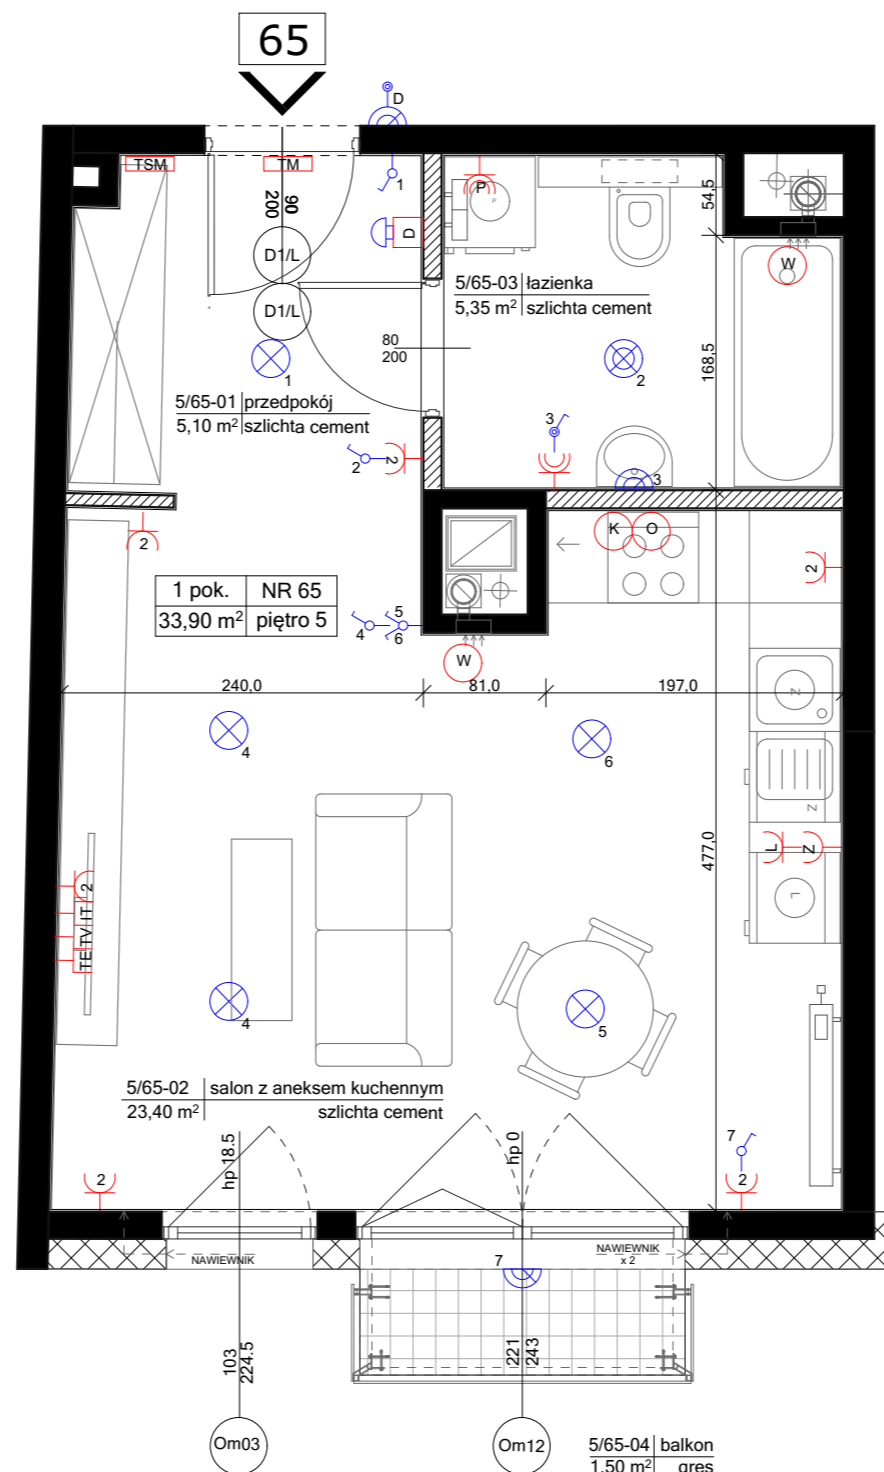 65
D
TSM
TM
1
P
P
90
200
D
D1/L
D1/L
54,5
W
5/65-03 łazienka
5,35 m² szlichta cement
80
200
1
2
168,5
5/65-01 przedpokój
5,10 m² szlichta cement
3
2
2
3
2
K O
2
1 pok. NR 65
33,90 m² piętro 5
4
5
6
W
240,0
81,0
197,0
Z
4
6
Z
477,0
L
Z
L
2
IT
TV
TE
4
5
5/65-02 salon z aneksem kuchennym
23,40 m² szlichta cement
hp 18.5
hp 0
7
2
2
NAWIEWNIK
NAWIEWNIK
x 2
7
103
224.5
221
243
Om03
Om12
5/65-04 balkon
1,50 m² gres